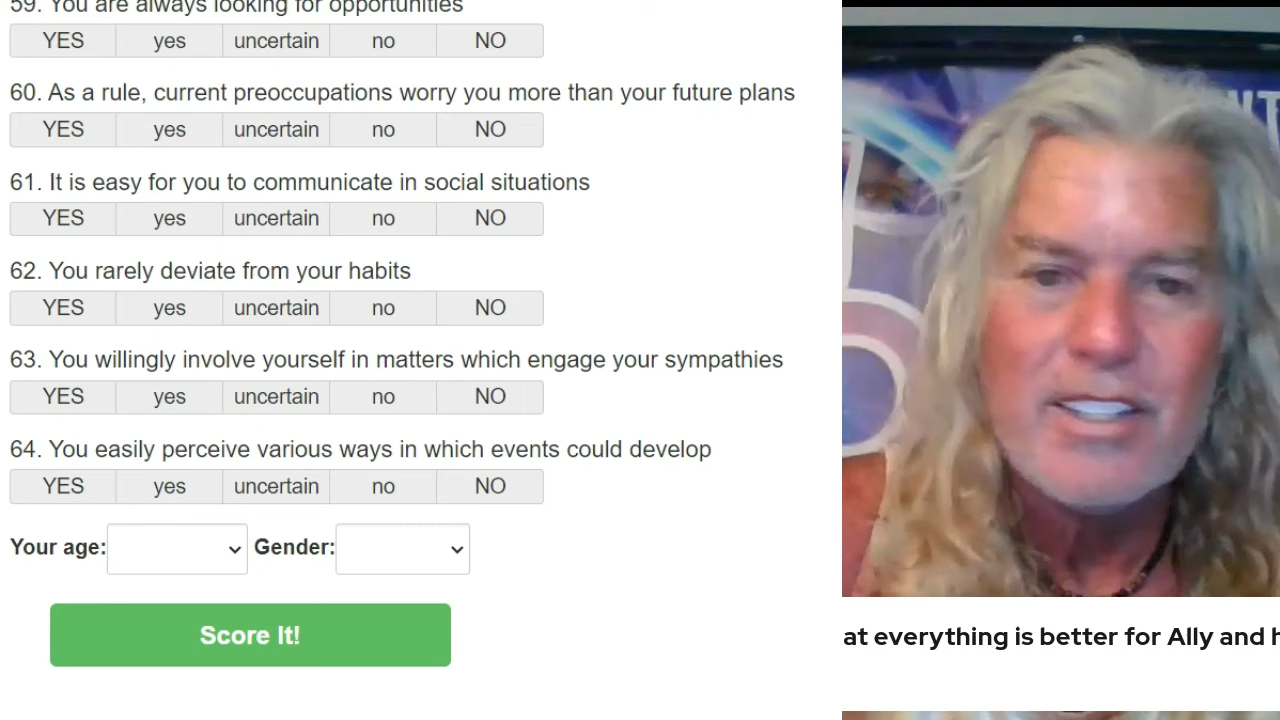 59. You are always looking for opportunities
YES yes uncertain no NO
60. As a rule, current preoccupations worry you more than your future plans
YES yes uncertain no NO
61. It is easy for you to communicate in social situations
YES yes uncertain no NO
62. You rarely deviate from your habits
YES yes uncertain no NO
63. You willingly involve yourself in matters which engage your sympathies
YES yes uncertain no NO
64. You easily perceive various ways in which events could develop
YES yes uncertain no NO
Your age: Gender:
Score It!
at everything is better for Ally and h